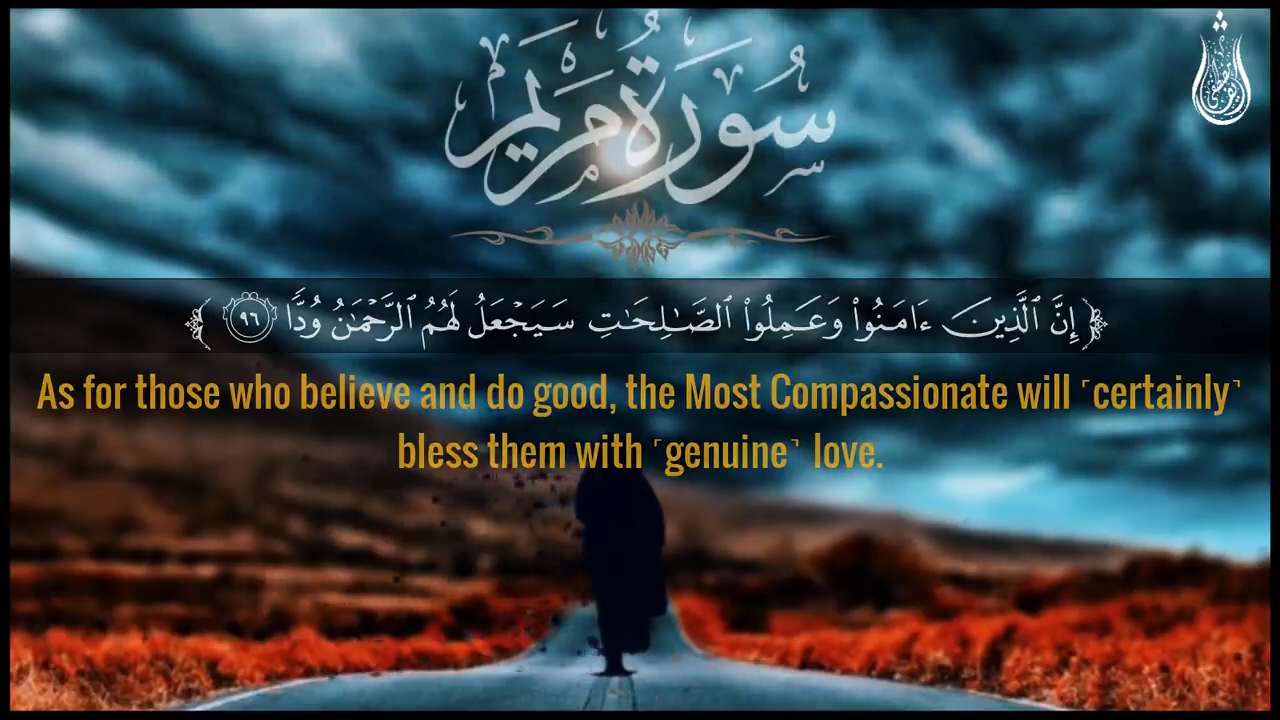 سورة مريم
إِنَّ ٱلَّذِينَ ءَامَنُوا۟ وَعَمِلُوا۟ ٱلصَّـٰلِحَـٰتِ سَيَجْعَلُ لَهُمُ ٱلرَّحْمَـٰنُ وُدًّا ٩٦
As for those who believe and do good, the Most Compassionate will ˹certainly˺
bless them with ˹genuine˺ love.